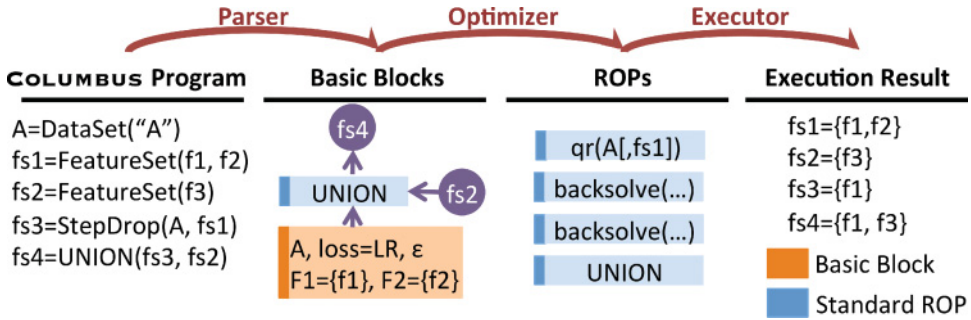 Parser
Optimizer
Executor
COLUMBUS Program
Basic Blocks
ROPs
Execution Result
A=DataSet(“A”)
fs1=FeatureSet(f1, f2)
fs2=FeatureSet(f3)
fs3=StepDrop(A, fs1)
fs4=UNION(fs3, fs2)
fs4
UNION
fs2
A, loss=LR, ε
F1={f1}, F2={f2}
qr(A[,fs1])
backsolve(...)
backsolve(...)
UNION
fs1={f1,f2}
fs2={f3}
fs3={f1}
fs4={f1, f3}
Basic Block
Standard ROP